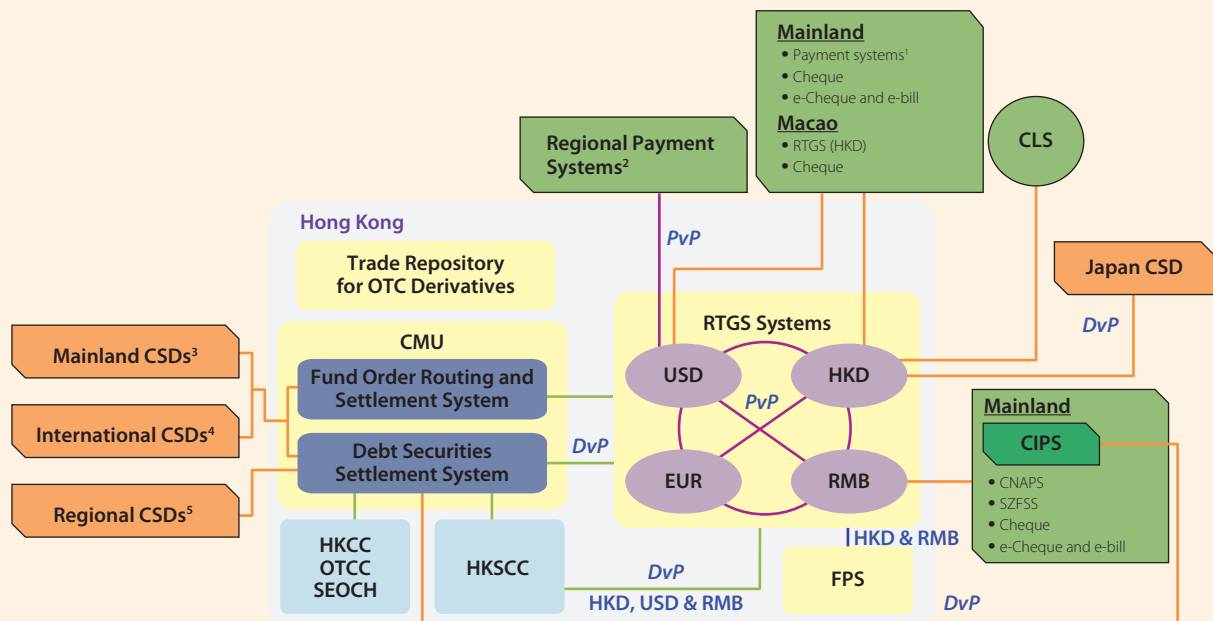 Mainland
• Payment systems¹
• Cheque
• e-Cheque and e-bill
Macao
• RTGS (HKD)
• Cheque
Regional Payment
Systems²
CLS
Hong Kong
PvP
Trade Repository
for OTC Derivatives
Japan CSD
DvP
RTGS Systems
Mainland CSDs³
International CSDs⁴
Regional CSDs⁵
CMU
Fund Order Routing and
Settlement System
Debt Securities
Settlement System
DvP
USD
HKD
PvP
EUR
RMB
Mainland
CIPS
• CNAPS
• SZFSS
• Cheque
• e-Cheque and e-bill
HKCC
OTCC
SEOCH
HKSCC
DvP
HKD, USD & RMB
HKD & RMB
FPS
DvP